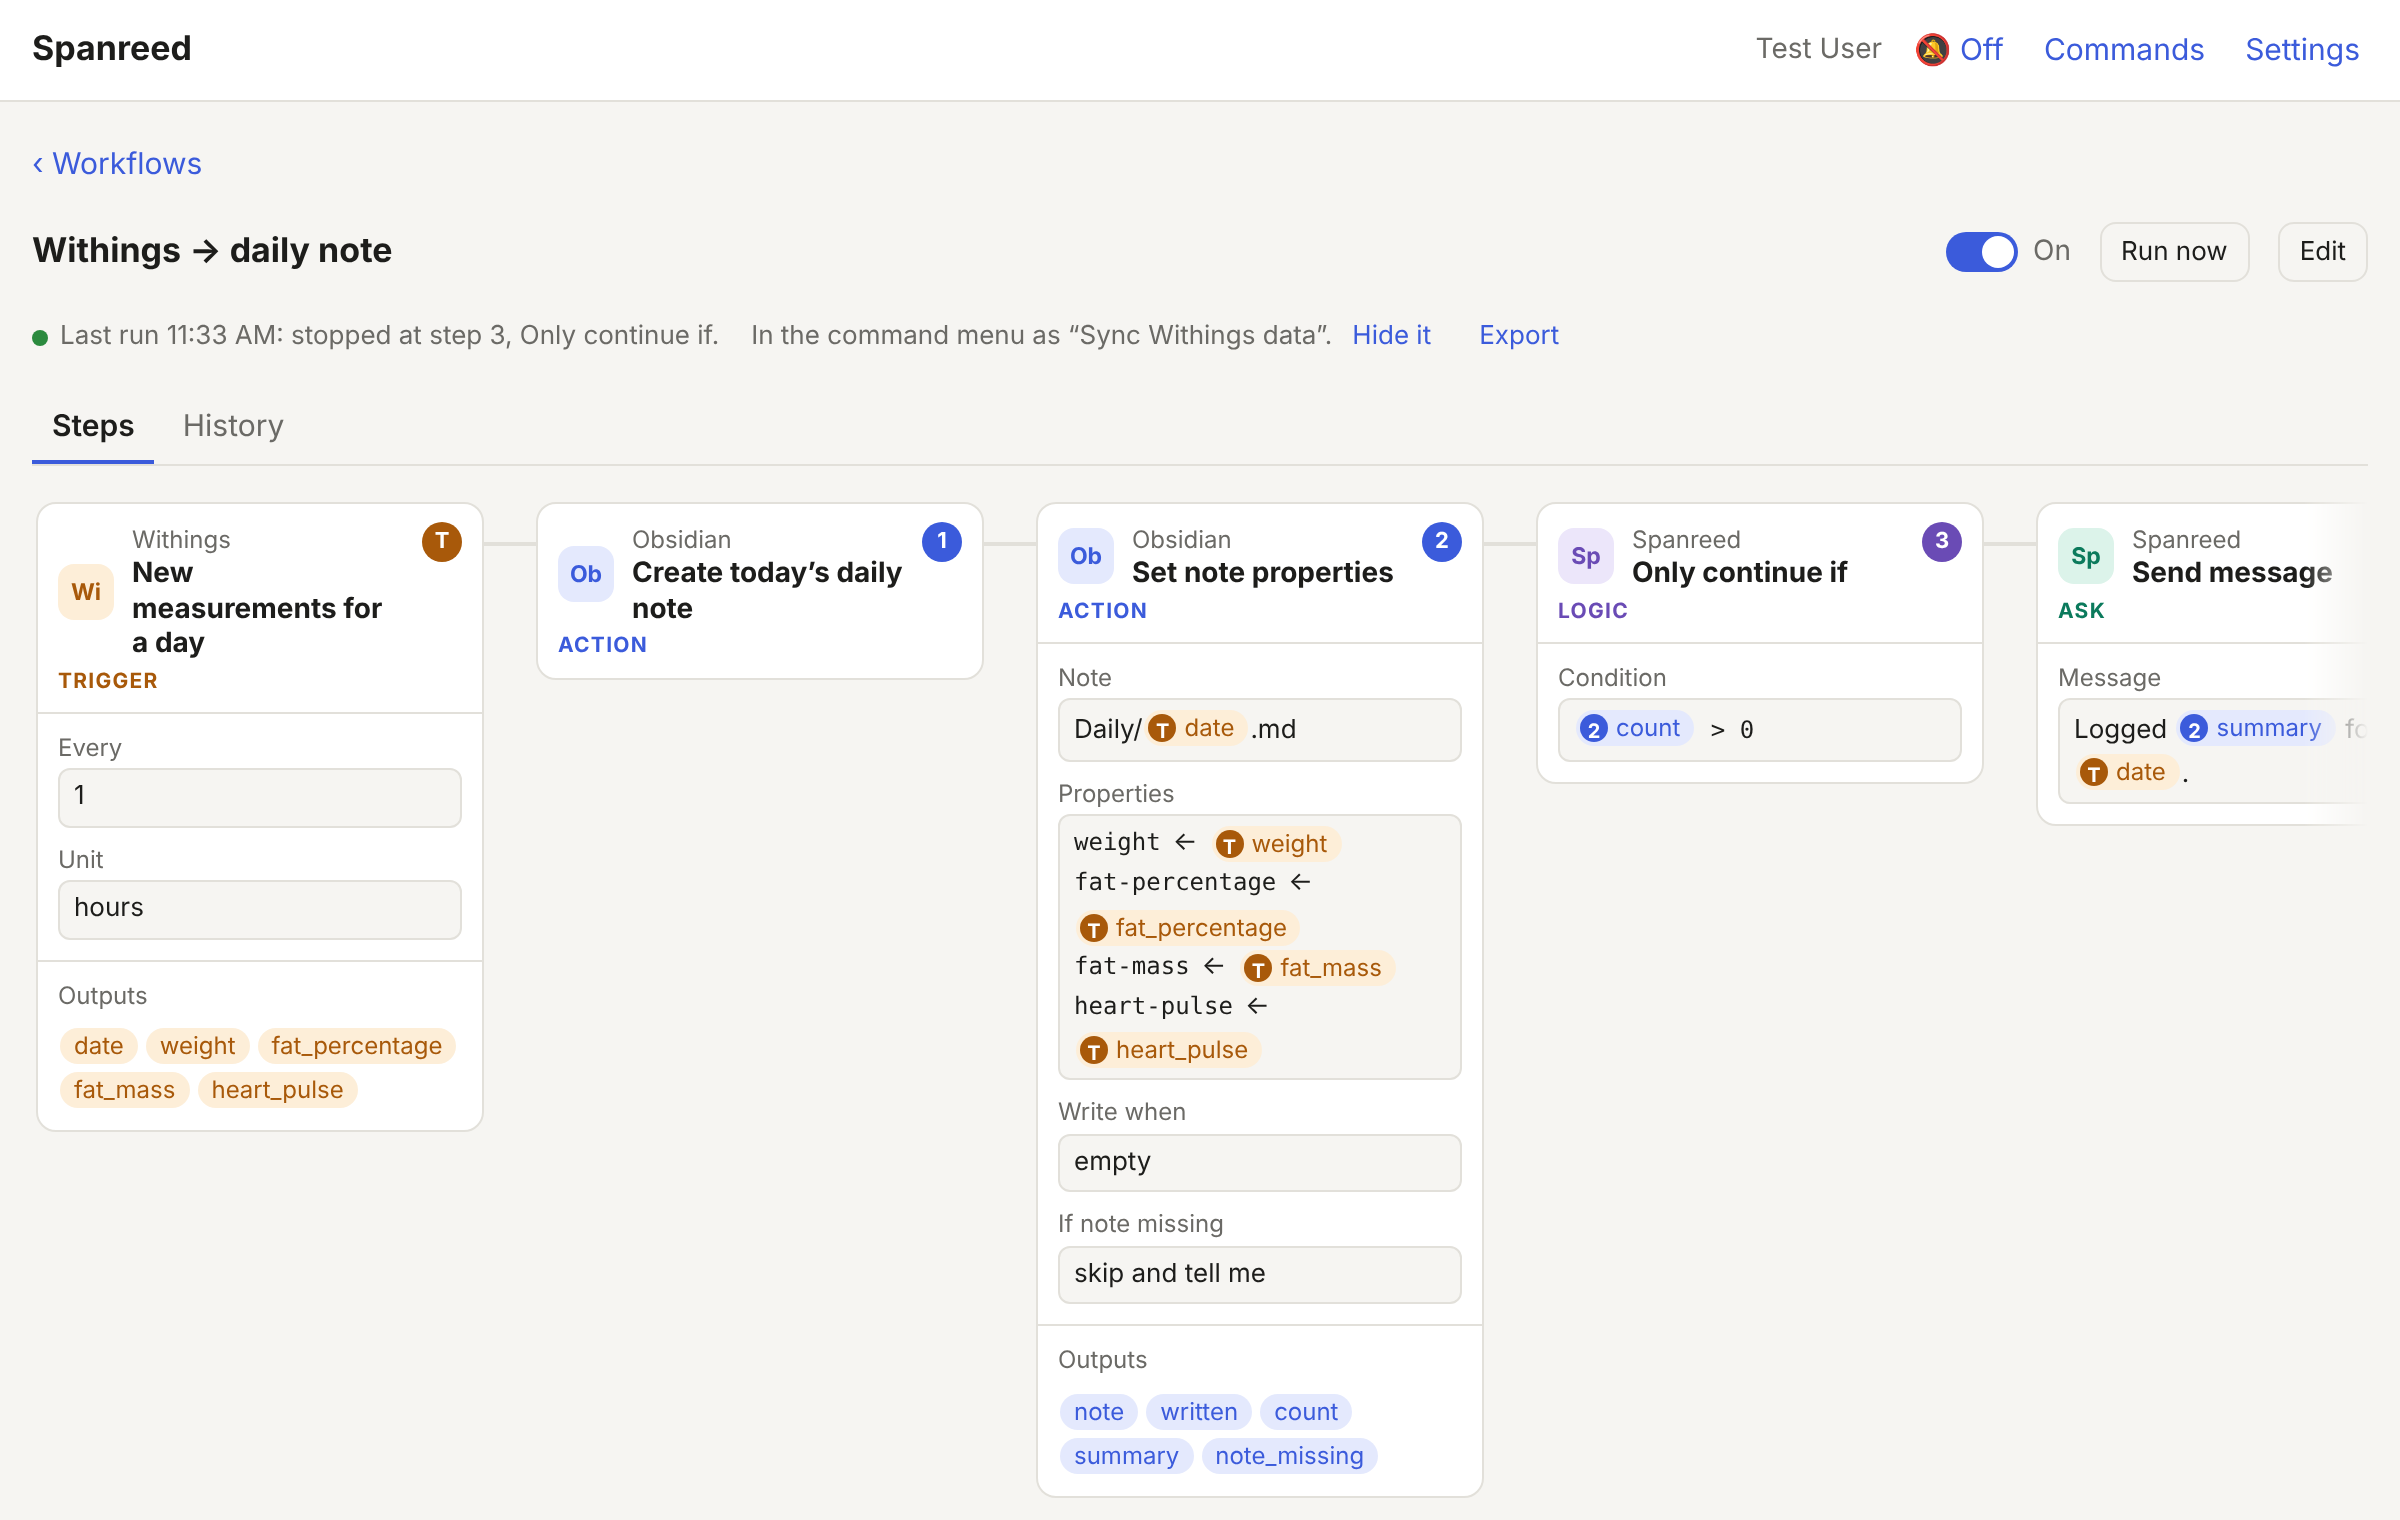 Spanreed
Test User
Off
Commands
Settings
‹ Workflows
Withings → daily note
On
Run now
Edit
Last run 11:33 AM: stopped at step 3, Only continue if.
In the command menu as “Sync Withings data”.
Hide it
Export
Steps
History
Wi
Withings
New
measurements for
a day
T
TRIGGER
Every
1
Unit
hours
Outputs
date weight fat_percentage
fat_mass heart_pulse
Ob
Obsidian
Create today’s daily
note
1
ACTION
Ob
Obsidian
Set note properties
2
ACTION
Note
Daily/ T date .md
Properties
weight ← T weight
fat-percentage ←
T fat_percentage
fat-mass ← T fat_mass
heart-pulse ←
T heart_pulse
Write when
empty
If note missing
skip and tell me
Outputs
note written count
summary note_missing
Sp
Spanreed
Only continue if
3
LOGIC
Condition
2 count > 0
Sp
Spanreed
Send message
ASK
Message
Logged 2 summary
T date .